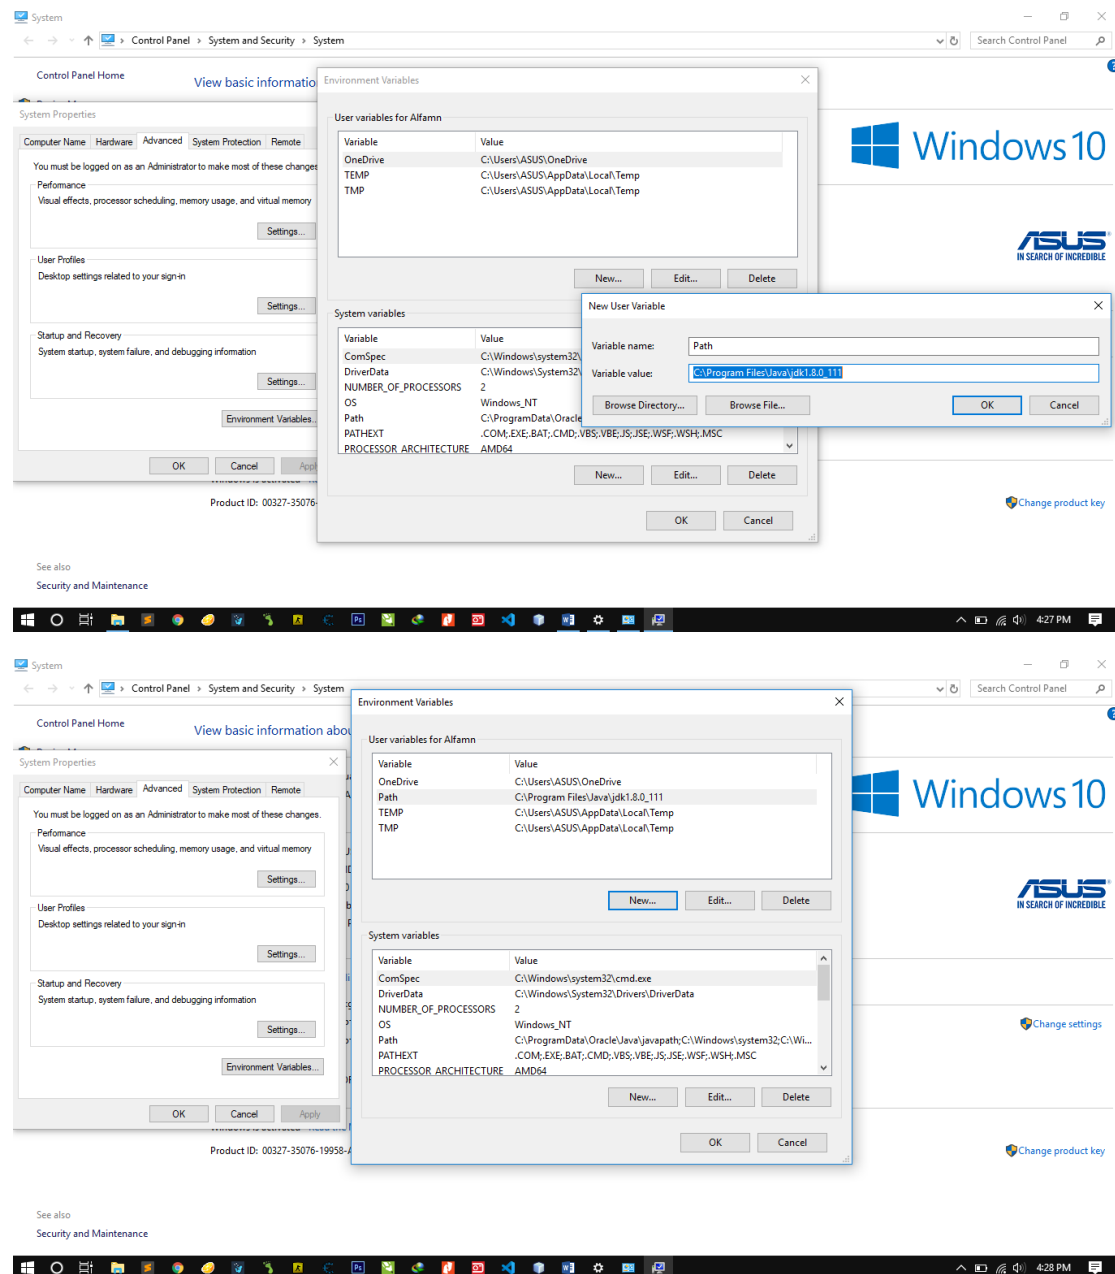 System
Control Panel > System and Security > System
Search Control Panel
Control Panel Home
View basic informatio
System Properties
Computer Name Hardware Advanced System Protection Remote
You must be logged on as an Administrator to make most of these changes
Performance
Visual effects, processor scheduling, memory usage, and virtual memory
Settings...
User Profiles
Desktop settings related to your sign-in
Settings...
Startup and Recovery
System startup, system failure, and debugging information
Settings...
Environment Variables..
OK Cancel Appl
Product ID: 00327-35076-
See also
Security and Maintenance
Environment Variables
User variables for Alfamn
Variable Value
OneDrive C:\Users\ASUS\OneDrive
TEMP C:\Users\ASUS\AppData\Local\Temp
TMP C:\Users\ASUS\AppData\Local\Temp
New... Edit... Delete
System variables
Variable Value
ComSpec C:\Windows\system32\
DriverData C:\Windows\System32\
NUMBER_OF_PROCESSORS 2
OS Windows_NT
Path C:\ProgramData\Oracle
PATHEXT .COM;.EXE;.BAT;.CMD;.VBS;.VBE;.JS;.JSE;.WSF;.WSH;.MSC
PROCESSOR_ARCHITECTURE AMD64
New... Edit... Delete
OK Cancel
New User Variable
Variable name: Path
Variable value: C:\Program Files\Java\jdk1.8.0_111
Browse Directory... Browse File... OK Cancel
Windows 10
ASUS
IN SEARCH OF INCREDIBLE
Change product key
4:27 PM
System
Control Panel > System and Security > System
Search Control Panel
Control Panel Home
View basic information abou
System Properties
Computer Name Hardware Advanced System Protection Remote
You must be logged on as an Administrator to make most of these changes.
Performance
Visual effects, processor scheduling, memory usage, and virtual memory
Settings...
User Profiles
Desktop settings related to your sign-in
Settings...
Startup and Recovery
System startup, system failure, and debugging information
Settings...
Environment Variables...
OK Cancel Apply
Product ID: 00327-35076-19958-A
See also
Security and Maintenance
Environment Variables
User variables for Alfamn
Variable Value
OneDrive C:\Users\ASUS\OneDrive
Path C:\Program Files\Java\jdk1.8.0_111
TEMP C:\Users\ASUS\AppData\Local\Temp
TMP C:\Users\ASUS\AppData\Local\Temp
New... Edit... Delete
System variables
Variable Value
ComSpec C:\Windows\system32\cmd.exe
DriverData C:\Windows\System32\Drivers\DriverData
NUMBER_OF_PROCESSORS 2
OS Windows_NT
Path C:\ProgramData\Oracle\Java\javapath;C:\Windows\system32;C:\Wi...
PATHEXT .COM;.EXE;.BAT;.CMD;.VBS;.VBE;.JS;.JSE;.WSF;.WSH;.MSC
PROCESSOR_ARCHITECTURE AMD64
New... Edit... Delete
OK Cancel
Windows 10
ASUS
IN SEARCH OF INCREDIBLE
Change settings
Change product key
4:28 PM